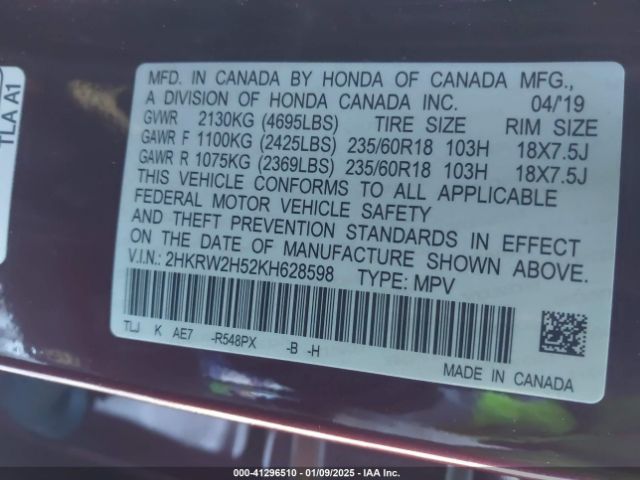 TLA A1
MFD. IN CANADA BY HONDA OF CANADA MFG.,
A DIVISION OF HONDA CANADA INC. 04/'19
GVWR 2130KG (4695LBS) TIRE SIZE RIM SIZE
GAWR F 1100KG (2425LBS) 235/60R18 103H 18X7.5J
GAWR R 1075KG (2369LBS) 235/60R18 103H 18X7.5J
THIS VEHICLE CONFORMS TO ALL APPLICABLE
FEDERAL MOTOR VEHICLE SAFETY
AND THEFT PREVENTION STANDARDS IN EFFECT
ON THE DATE OF MANUFACTURE SHOWN ABOVE.
V.I.N.: 2HKRW2H52KH628598 TYPE: MPV
TLJ K AE7 -R548PX -B -H
MADE IN CANADA
000-41296510 - 01/09/2025 - IAA Inc.